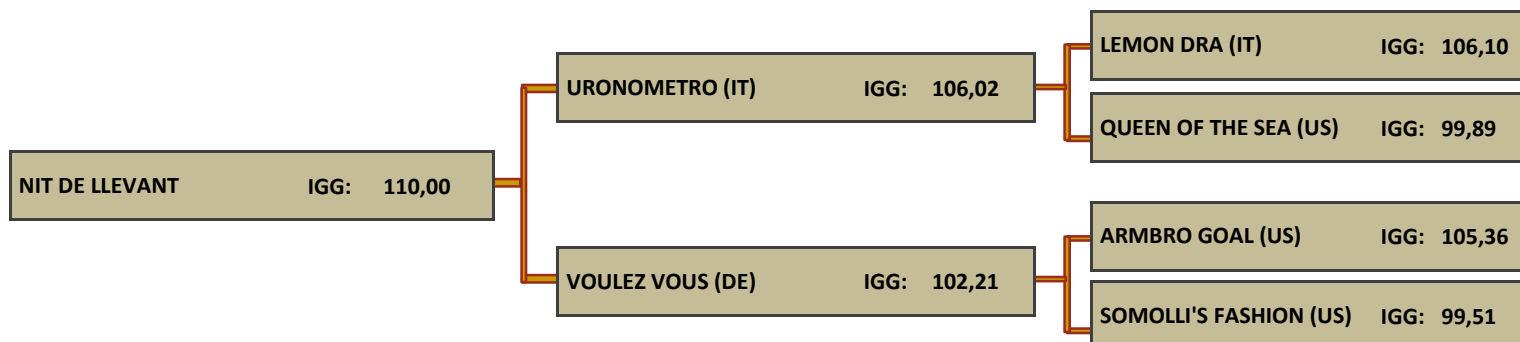 LEMON DRA (IT) IGG: 106,10
URONOMETRO (IT) IGG: 106,02
QUEEN OF THE SEA (US) IGG: 99,89
NIT DE LLEVANT IGG: 110,00
ARMBRO GOAL (US) IGG: 105,36
VOULEZ VOUS (DE) IGG: 102,21
SOMOLLI'S FASHION (US) IGG: 99,51